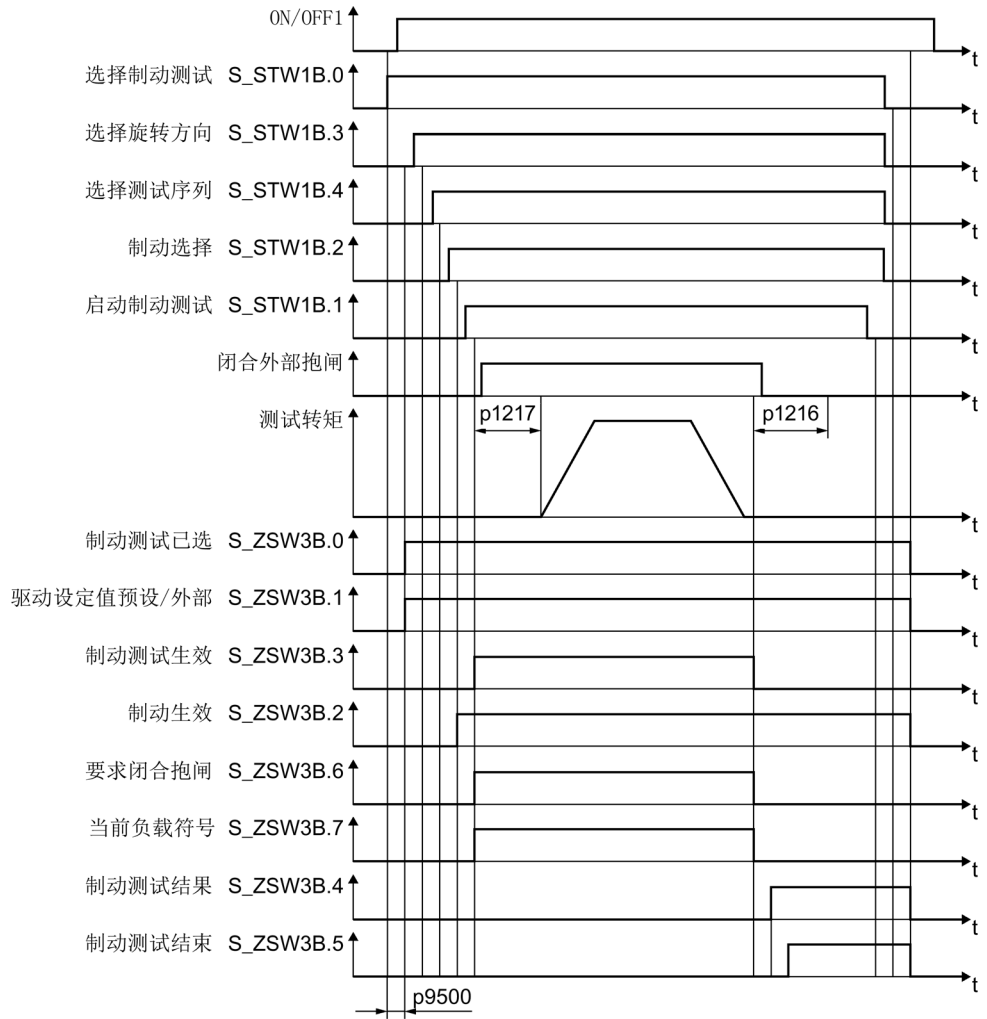 ON/OFF1
t
选择制动测试 S_STW1B.0
t
选择旋转方向 S_STW1B.3
t
选择测试序列 S_STW1B.4
t
制动选择 S_STW1B.2
t
启动制动测试 S_STW1B.1
t
闭合外部抱闸
t
测试转矩
p1217
p1216
t
制动测试已选 S_ZSW3B.0
t
驱动设定值预设/外部 S_ZSW3B.1
t
制动测试生效 S_ZSW3B.3
t
制动生效 S_ZSW3B.2
t
要求闭合抱闸 S_ZSW3B.6
t
当前负载符号 S_ZSW3B.7
t
制动测试结果 S_ZSW3B.4
t
制动测试结束 S_ZSW3B.5
t
p9500